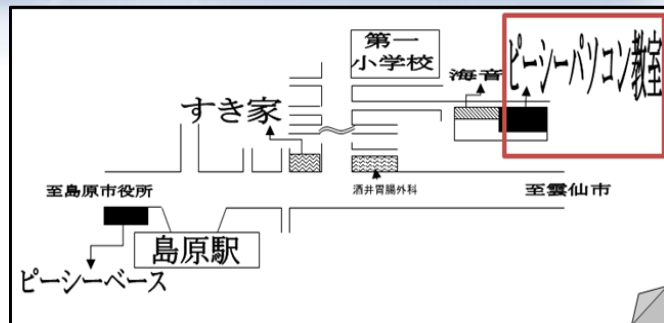 第一
小学校
ピーシーパソコン教室
海音
すき家
至島原市役所
酒井胃腸外科
至雲仙市
島原駅
ピーシーベース